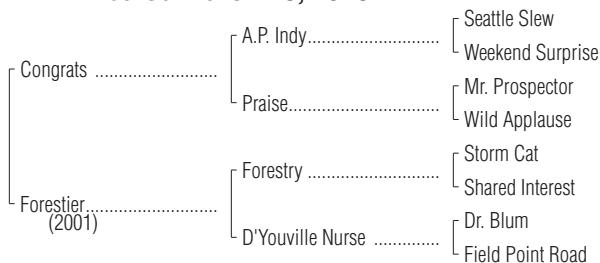 Seattle Slew
A.P. Indy
Weekend Surprise
Congrats
Mr. Prospector
Praise
Wild Applause
Storm Cat
Forestry
Shared Interest
Forestier
(2001)
Dr. Blum
D'Youville Nurse
Field Point Road